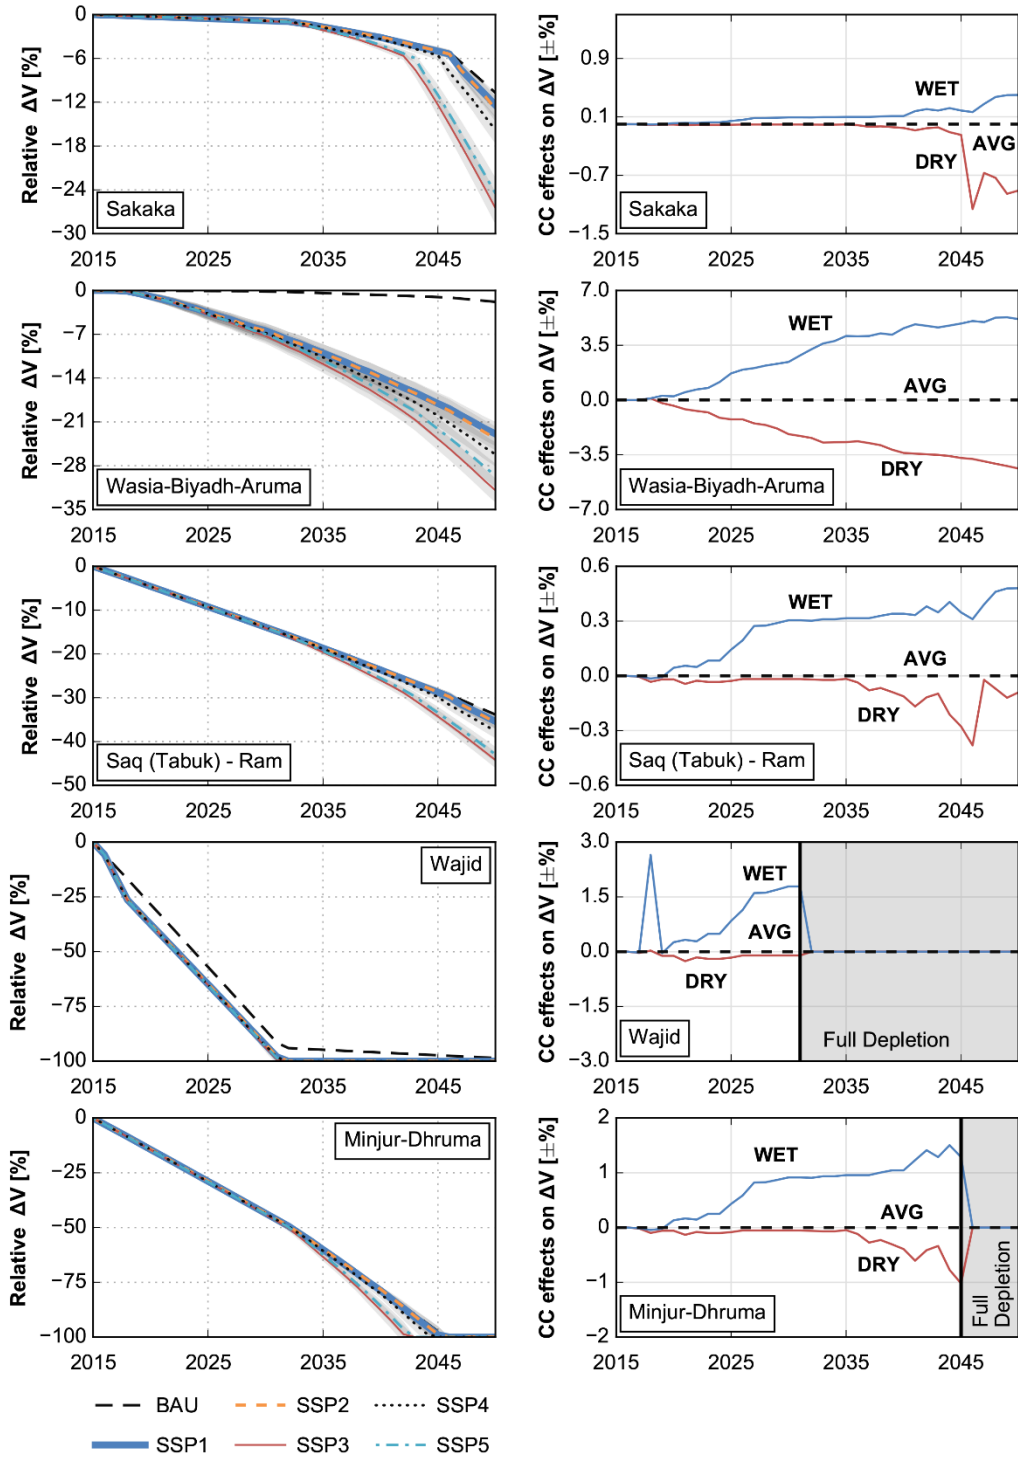 Relative ΔV [%]
0
−6
−12
−18
−24
−30
Sakaka
2015 2025 2035 2045
CC effects on ΔV [±%]
0.9
0.1
−0.7
−1.5
WET
AVG
DRY
Sakaka
2015 2025 2035 2045
Relative ΔV [%]
0
−7
−14
−21
−28
−35
Wasia-Biyadh-Aruma
2015 2025 2035 2045
CC effects on ΔV [±%]
7.0
3.5
0.0
−3.5
−7.0
WET
AVG
DRY
Wasia-Biyadh-Aruma
2015 2025 2035 2045
Relative ΔV [%]
0
−10
−20
−30
−40
−50
Saq (Tabuk) - Ram
2015 2025 2035 2045
CC effects on ΔV [±%]
0.6
0.3
0.0
−0.3
−0.6
WET
AVG
DRY
Saq (Tabuk) - Ram
2015 2025 2035 2045
Relative ΔV [%]
0
−25
−50
−75
−100
Wajid
2015 2025 2035 2045
CC effects on ΔV [±%]
3.0
1.5
0.0
−1.5
−3.0
WET
AVG
DRY
Wajid
Full Depletion
2015 2025 2035 2045
Relative ΔV [%]
0
−25
−50
−75
−100
Minjur-Dhruma
2015 2025 2035 2045
CC effects on ΔV [±%]
2
1
0
−1
−2
WET
AVG
DRY
Minjur-Dhruma
Full
Depletion
2015 2025 2035 2045
BAU SSP2 SSP4
SSP1 SSP3 SSP5